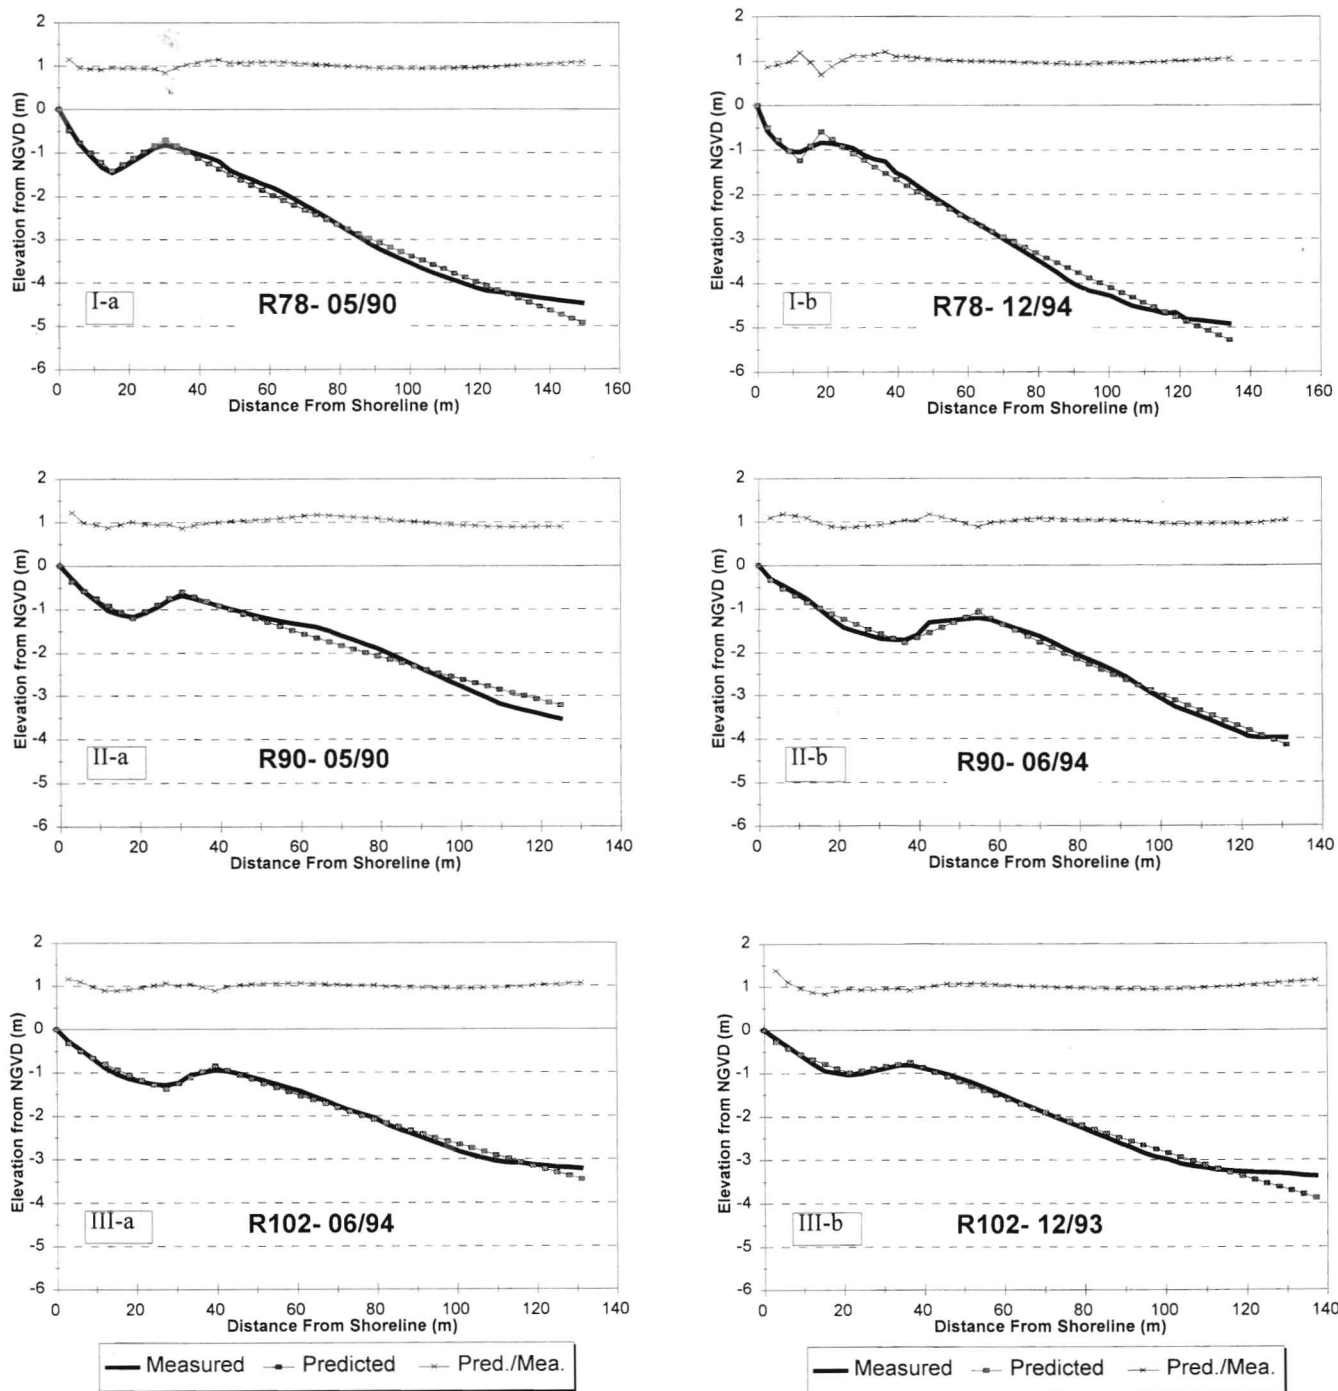 2
1
0
-1
-2
-3
-4
-5
-6
Elevation from NGVD (m)
I-a
R78- 05/90
0 20 40 60 80 100 120 140 160
Distance From Shoreline (m)
2
1
0
-1
-2
-3
-4
-5
-6
Elevation from NGVD (m)
I-b
R78- 12/94
0 20 40 60 80 100 120 140 160
Distance From Shoreline (m)
2
1
0
-1
-2
-3
-4
-5
-6
Elevation from NGVD (m)
II-a
R90- 05/90
0 20 40 60 80 100 120 140
Distance From Shoreline (m)
2
1
0
-1
-2
-3
-4
-5
-6
Elevation from NGVD (m)
II-b
R90- 06/94
0 20 40 60 80 100 120 140
Distance From Shoreline (m)
2
1
0
-1
-2
-3
-4
-5
-6
Elevation from NGVD (m)
III-a
R102- 06/94
0 20 40 60 80 100 120 140
Distance From Shoreline (m)
2
1
0
-1
-2
-3
-4
-5
-6
Elevation from NGVD (m)
III-b
R102- 12/93
0 20 40 60 80 100 120 140
Distance From Shoreline (m)
Measured Predicted Pred./Mea.
Measured Predicted Pred./Mea.